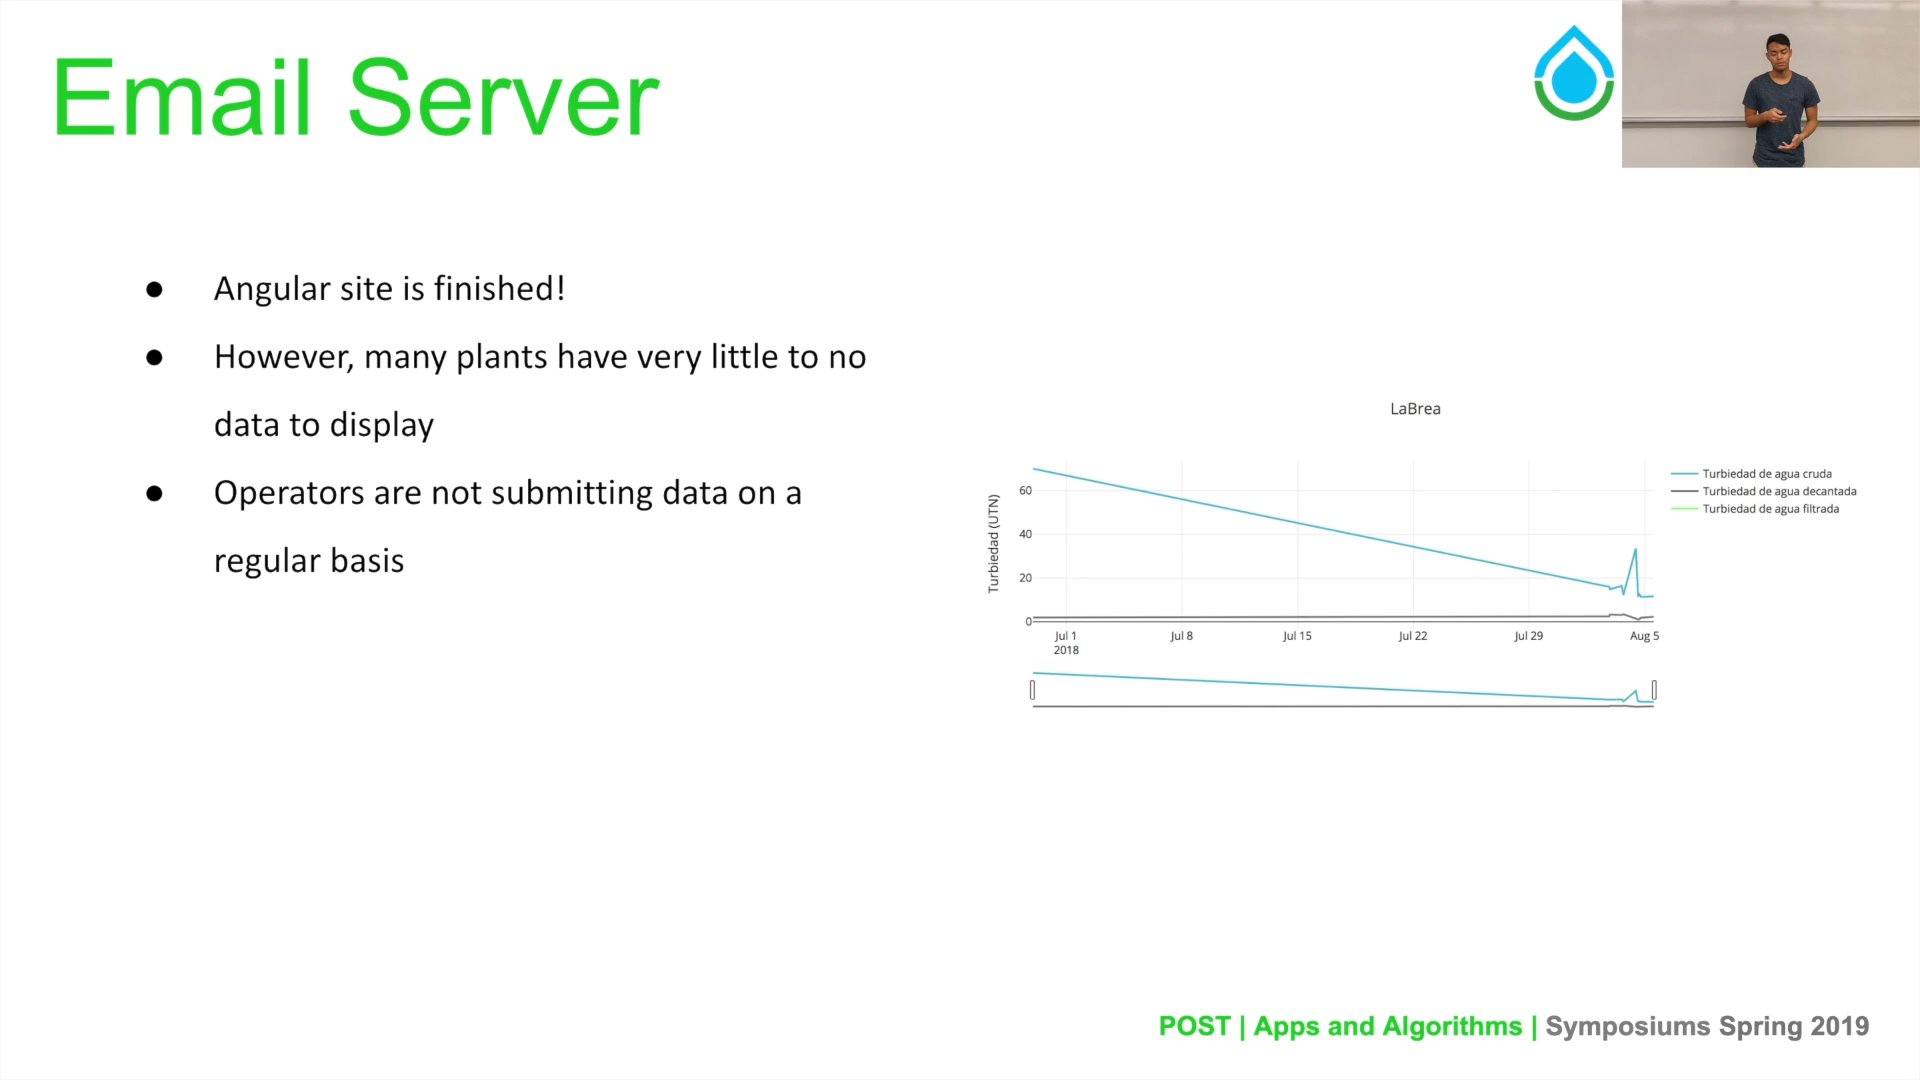 Email Server
● Angular site is finished!
● However, many plants have very little to no
data to display
● Operators are not submitting data on a
regular basis
LaBrea
Turbiedad (UTN)
60
40
20
0
Jul 1
2018
Jul 8
Jul 15
Jul 22
Jul 29
Aug 5
Turbiedad de agua cruda
Turbiedad de agua decantada
Turbiedad de agua filtrada
POST | Apps and Algorithms | Symposiums Spring 2019